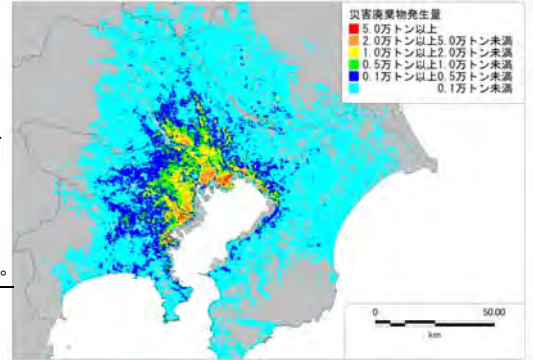 災害廃棄物発生量
5.0万トン以上
2.0万トン以上5.0万トン未満
1.0万トン以上2.0万トン未満
0.5万トン以上1.0万トン未満
0.1万トン以上0.5万トン未満
0.1万トン未満
。
0 50.00
km